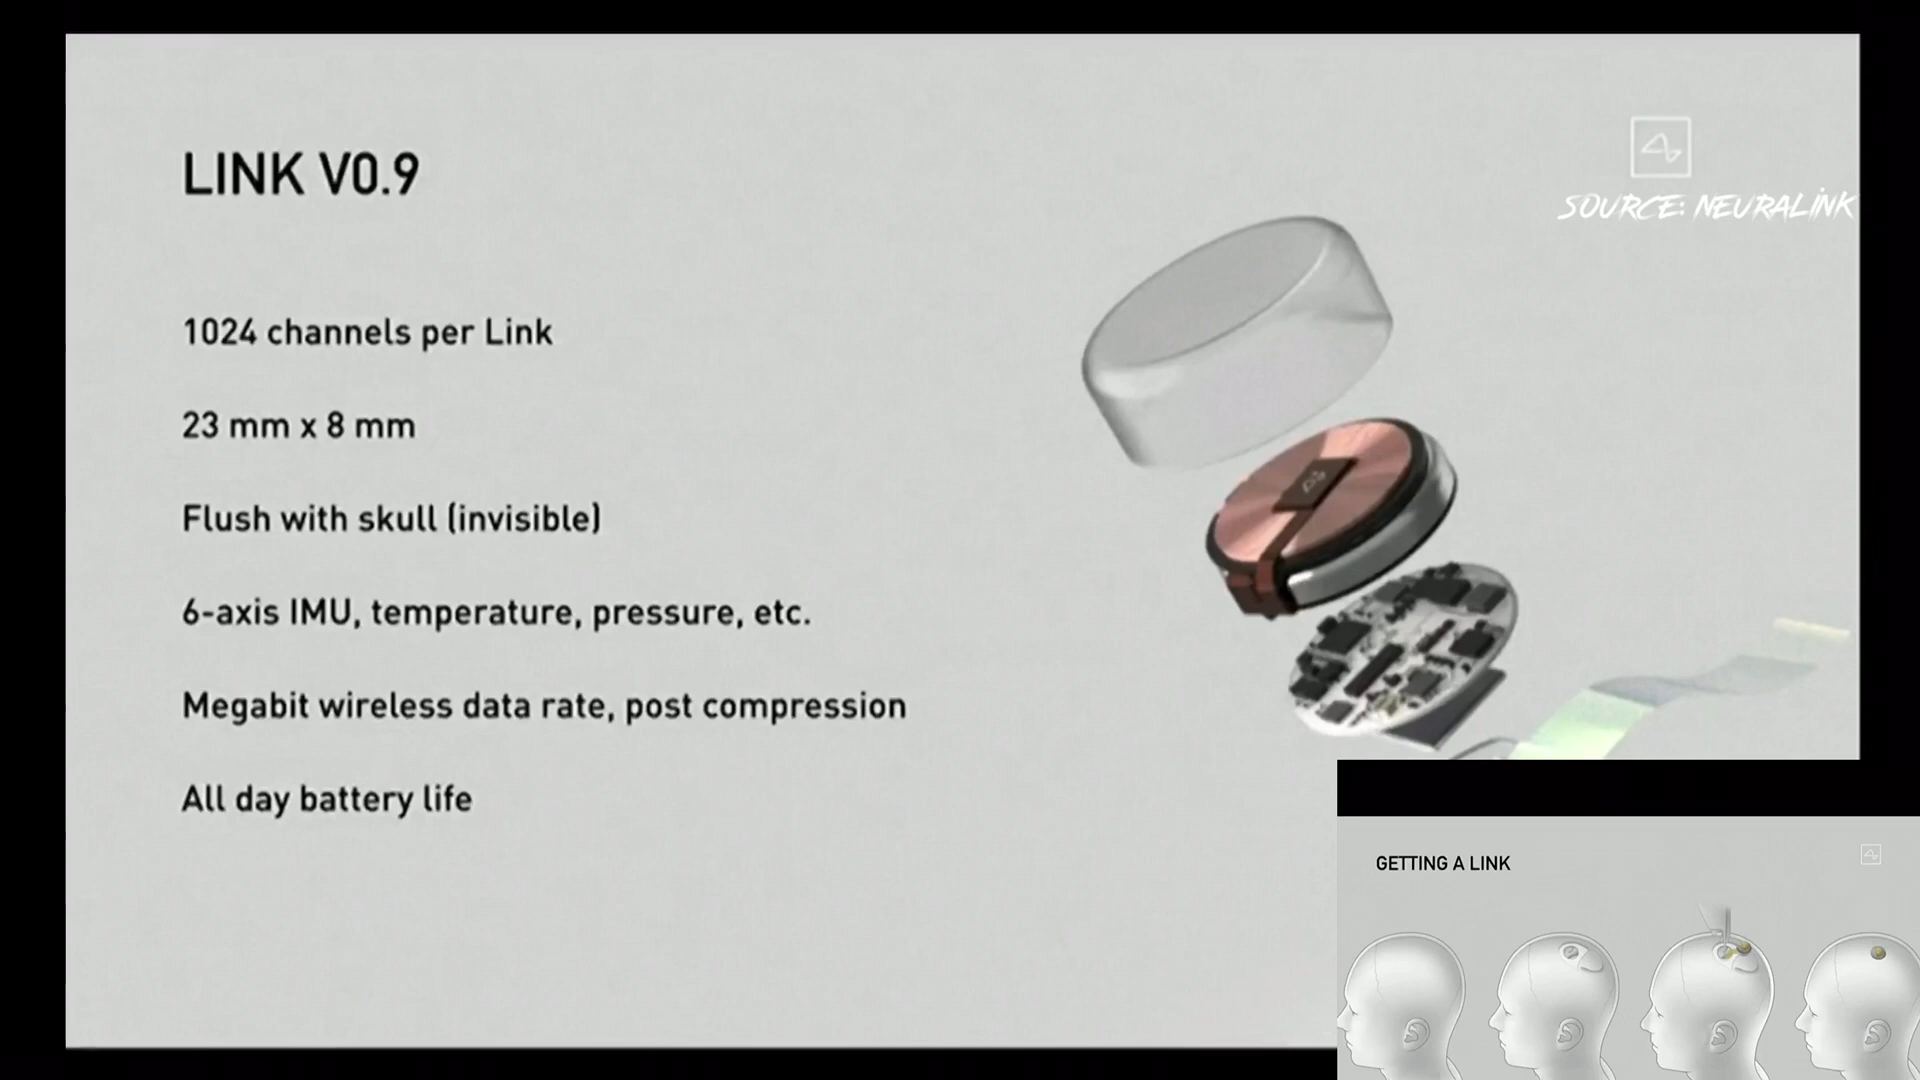 LINK V0.9
SOURCE: NEURALINK
1024 channels per Link
23 mm x 8 mm
Flush with skull (invisible)
6-axis IMU, temperature, pressure, etc.
Megabit wireless data rate, post compression
All day battery life
GETTING A LINK